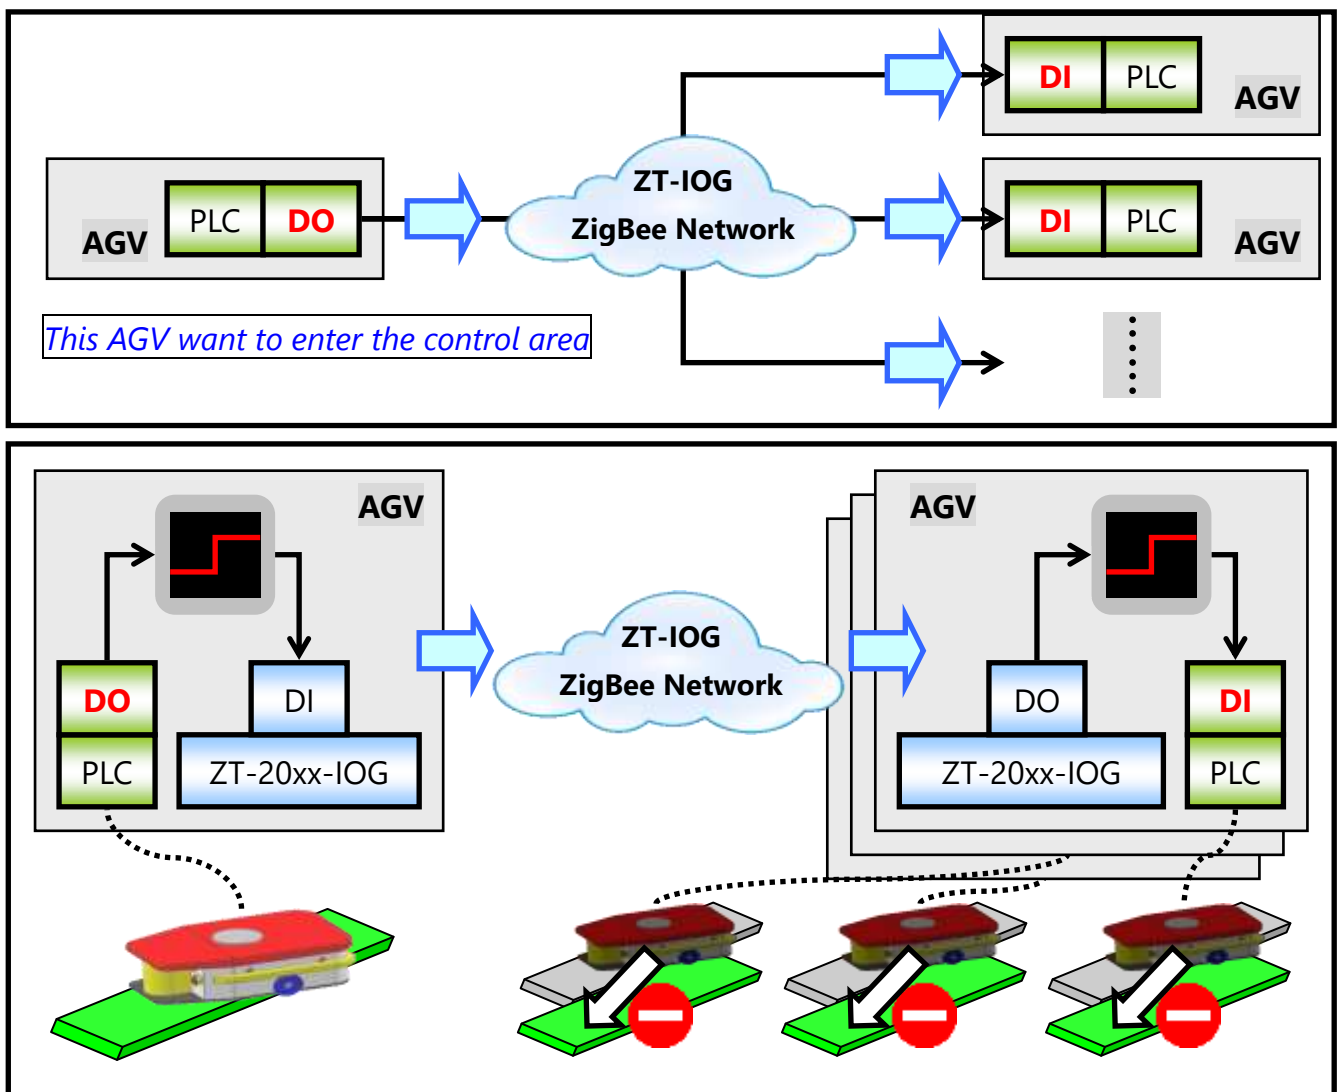 DI PLC
AGV
AGV
PLC DO
ZT-IOG
ZigBee Network
DI PLC
AGV
This AGV want to enter the control area
AGV
DO
PLC
DI
ZT-20xx-IOG
ZT-IOG
ZigBee Network
AGV
DO
ZT-20xx-IOG
DI
PLC